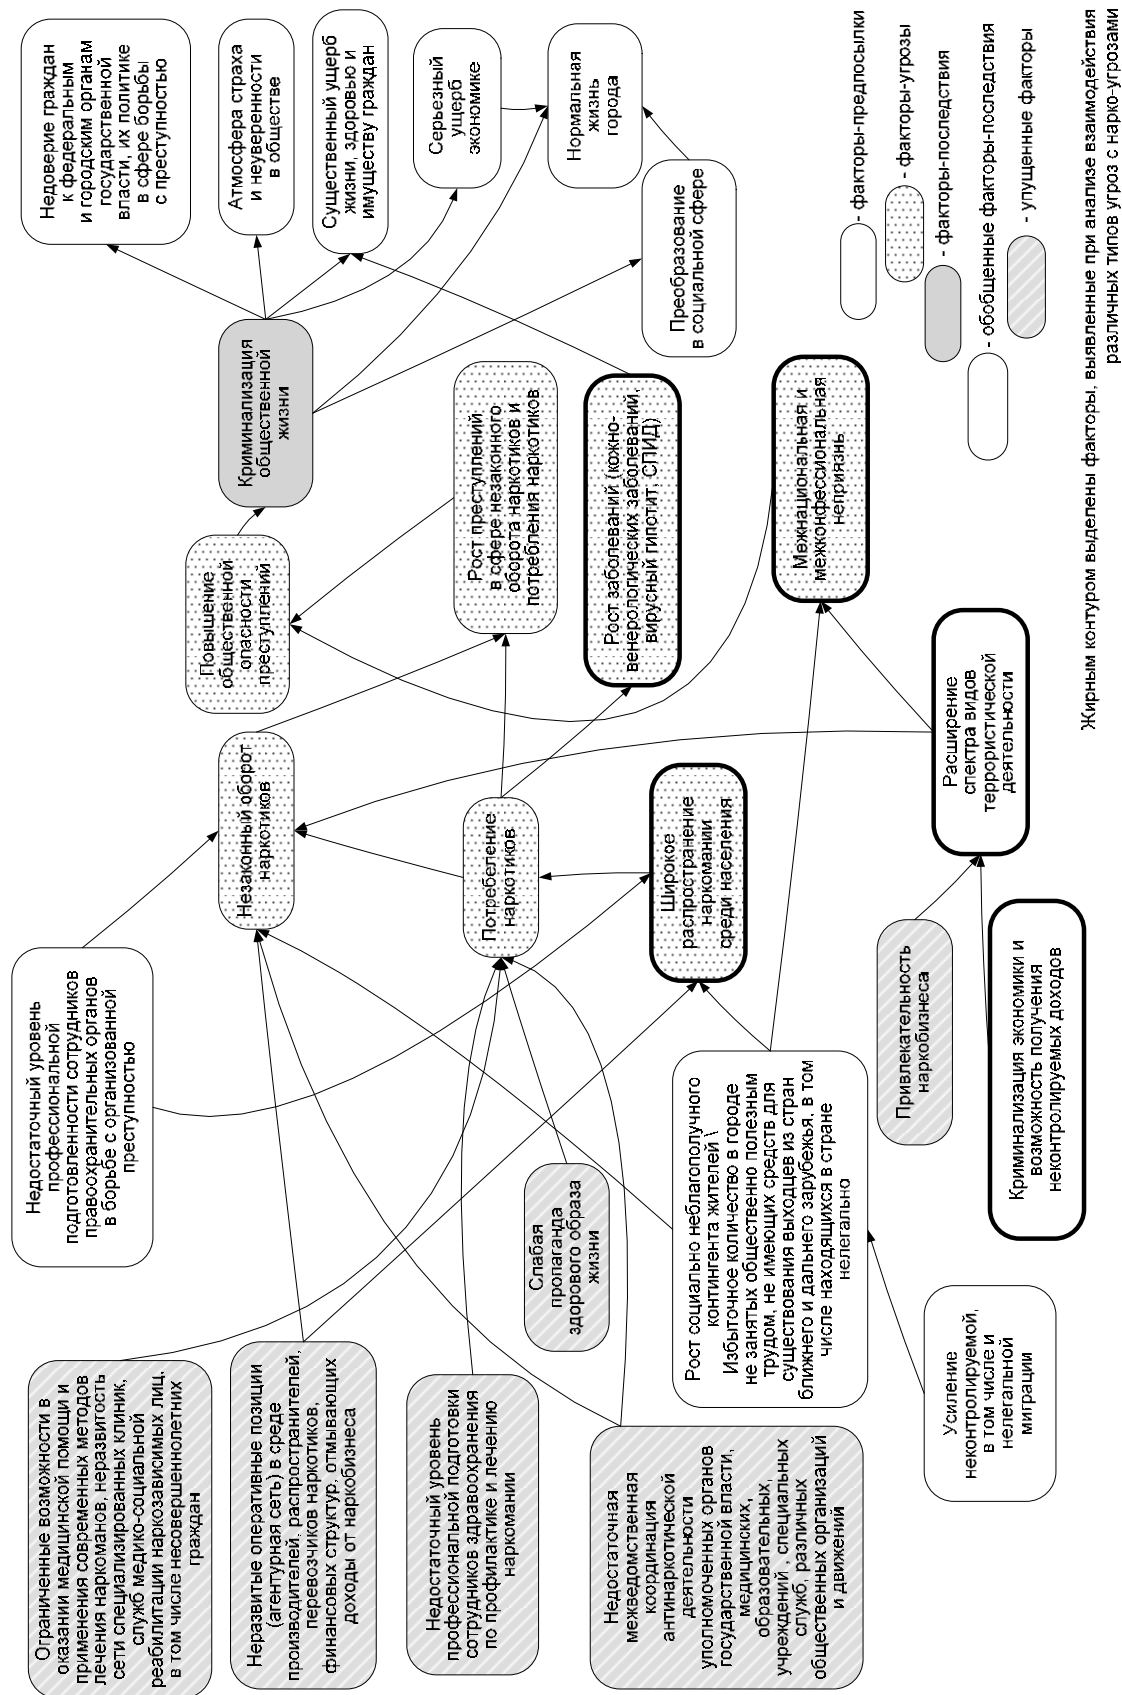 Ограниченные возможности в
оказании медицинской помощи и
применения современных методов
лечения наркоманов, неразвитость
сети специализированных клиник,
служб медико-социальной
реабилитации наркозависимых лиц,
в том числе несовершеннолетних
граждан
Неразвитые оперативные позиции
(агентурная сеть) в среде
производителей, распространителей,
перевозчиков наркотиков,
финансовых структур, отмывающих
доходы от наркобизнеса
Недостаточный уровень
профессиональной подготовки
сотрудников здравоохранения
по профилактике и лечению
наркомании
Недостаточная
межведомственная
координация
антинаркотической
деятельности
уполномоченных органов
государственной власти,
медицинских,
образовательных,
учреждений , специальных
служб, различных
общественных организаций
и движений
Недостаточный уровень
профессиональной
подготовленности сотрудников
правоохранительных органов
в борьбе с организованной
преступностью
Слабая
пропаганда
здорового образа
жизни
Рост социально неблагополучного
контингента жителей \
Избыточное количество в городе
не занятых общественно полезным
трудом, не имеющих средств для
существования выходцев из стран
ближнего и дальнего зарубежья, в том
числе находящихся в стране
нелегально
Усиление
неконтролируемой,
в том числе и
нелегальной
миграции
Незаконный оборот
наркотиков
Потребление
наркотиков
Широкое
распространение
наркомании
среди населения
Привлекательность
наркобизнеса
Криминализация экономики и
возможность получения
неконтролируемых доходов
Расширение
спектра видов
террористической
деятельности
Повышение
общественной
опасности
преступлений
Рост преступлений
в сфере незаконного
оборота наркотиков и
потребления наркотиков
Рост заболеваний (кожно-
венерологических заболеваний,
вирусный гипотит, СПИД)
Межнациональная и
межконфессиональная
неприязнь
Криминализация
общественной
жизни
Недоверие граждан
к федеральным
и городским органам
государственной
власти, их политике
в сфере борьбы
с преступностью
Атмосфера страха
и неуверенности
в обществе
Существенный ущерб
жизни, здоровью и
имуществу граждан
Серьезный
ущерб
экономике
Нормальная
жизнь
города
Преобразование
в социальной сфере
- факторы-предпосылки
- факторы-угрозы
- факторы-последствия
- обобщенные факторы-последствия
- упущенные факторы
Жирным контуром выделены факторы, выявленные при анализе взаимодействия
различных типов угроз с нарко-угрозами